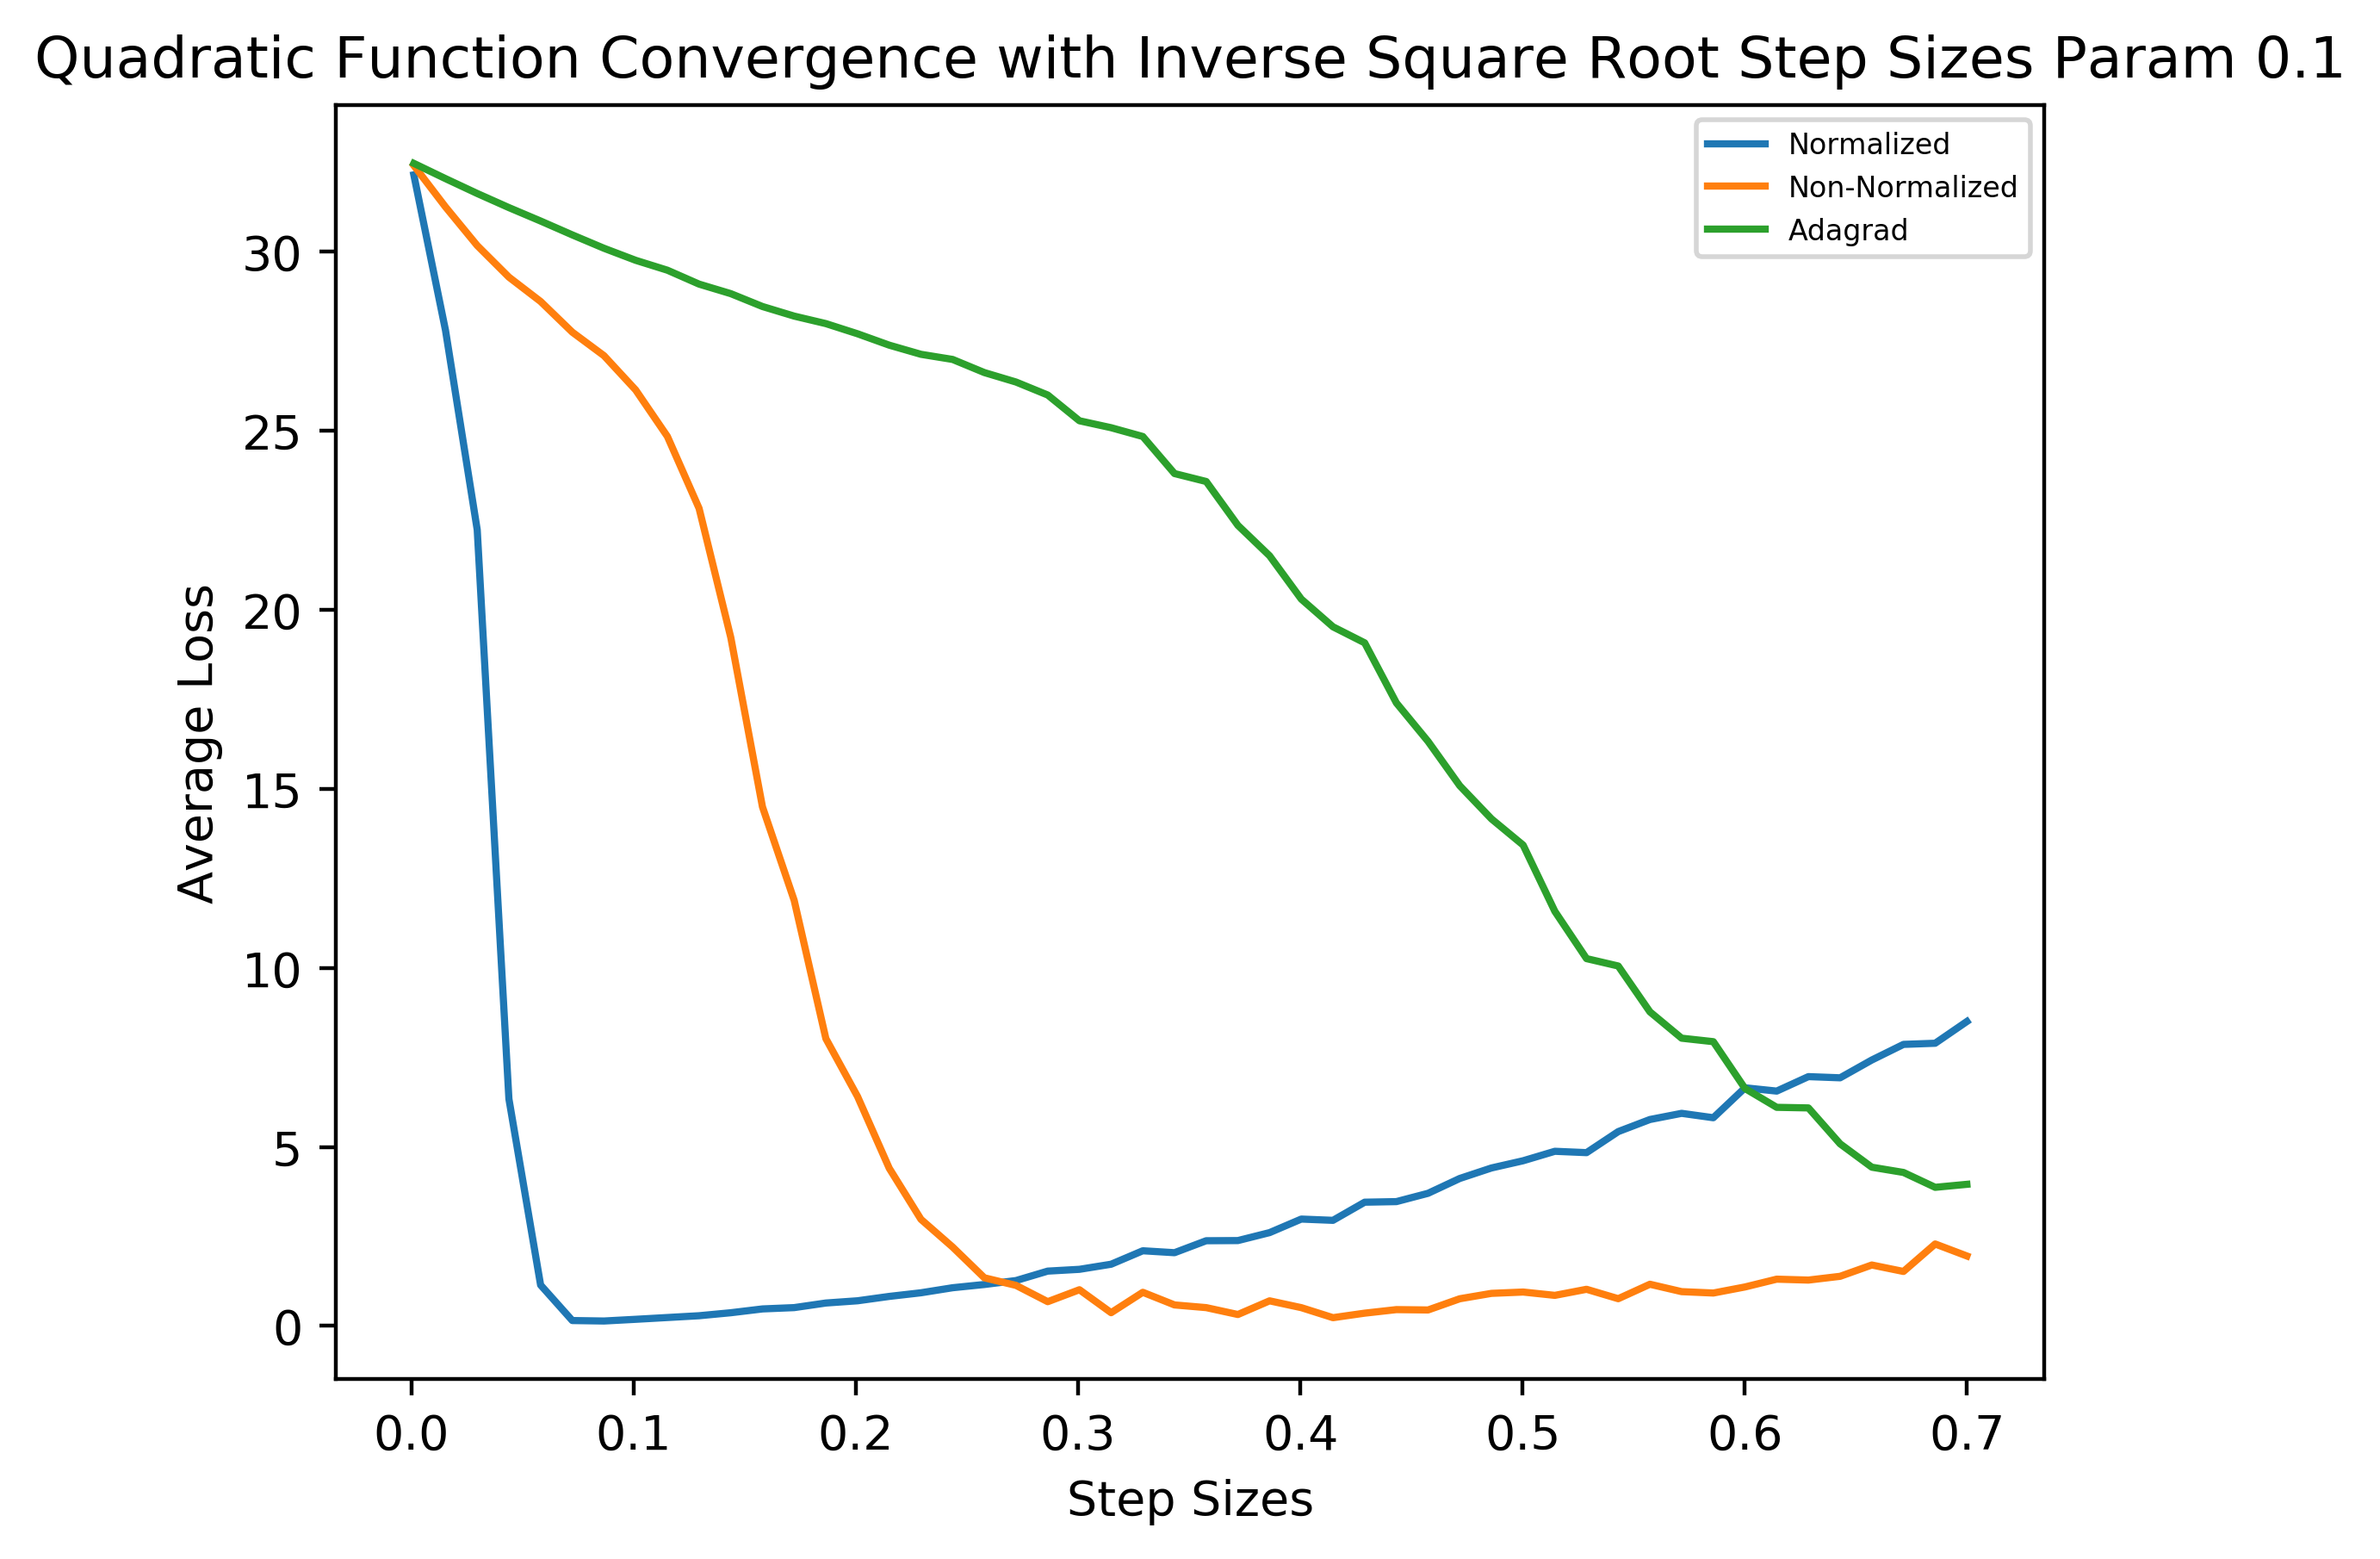 Quadratic Function Convergence with Inverse Square Root Step Sizes Param 0.1
Normalized
Non-Normalized
Adagrad
Average Loss
30
25
20
15
10
5
0
0.0 0.1 0.2 0.3 0.4 0.5 0.6 0.7
Step Sizes